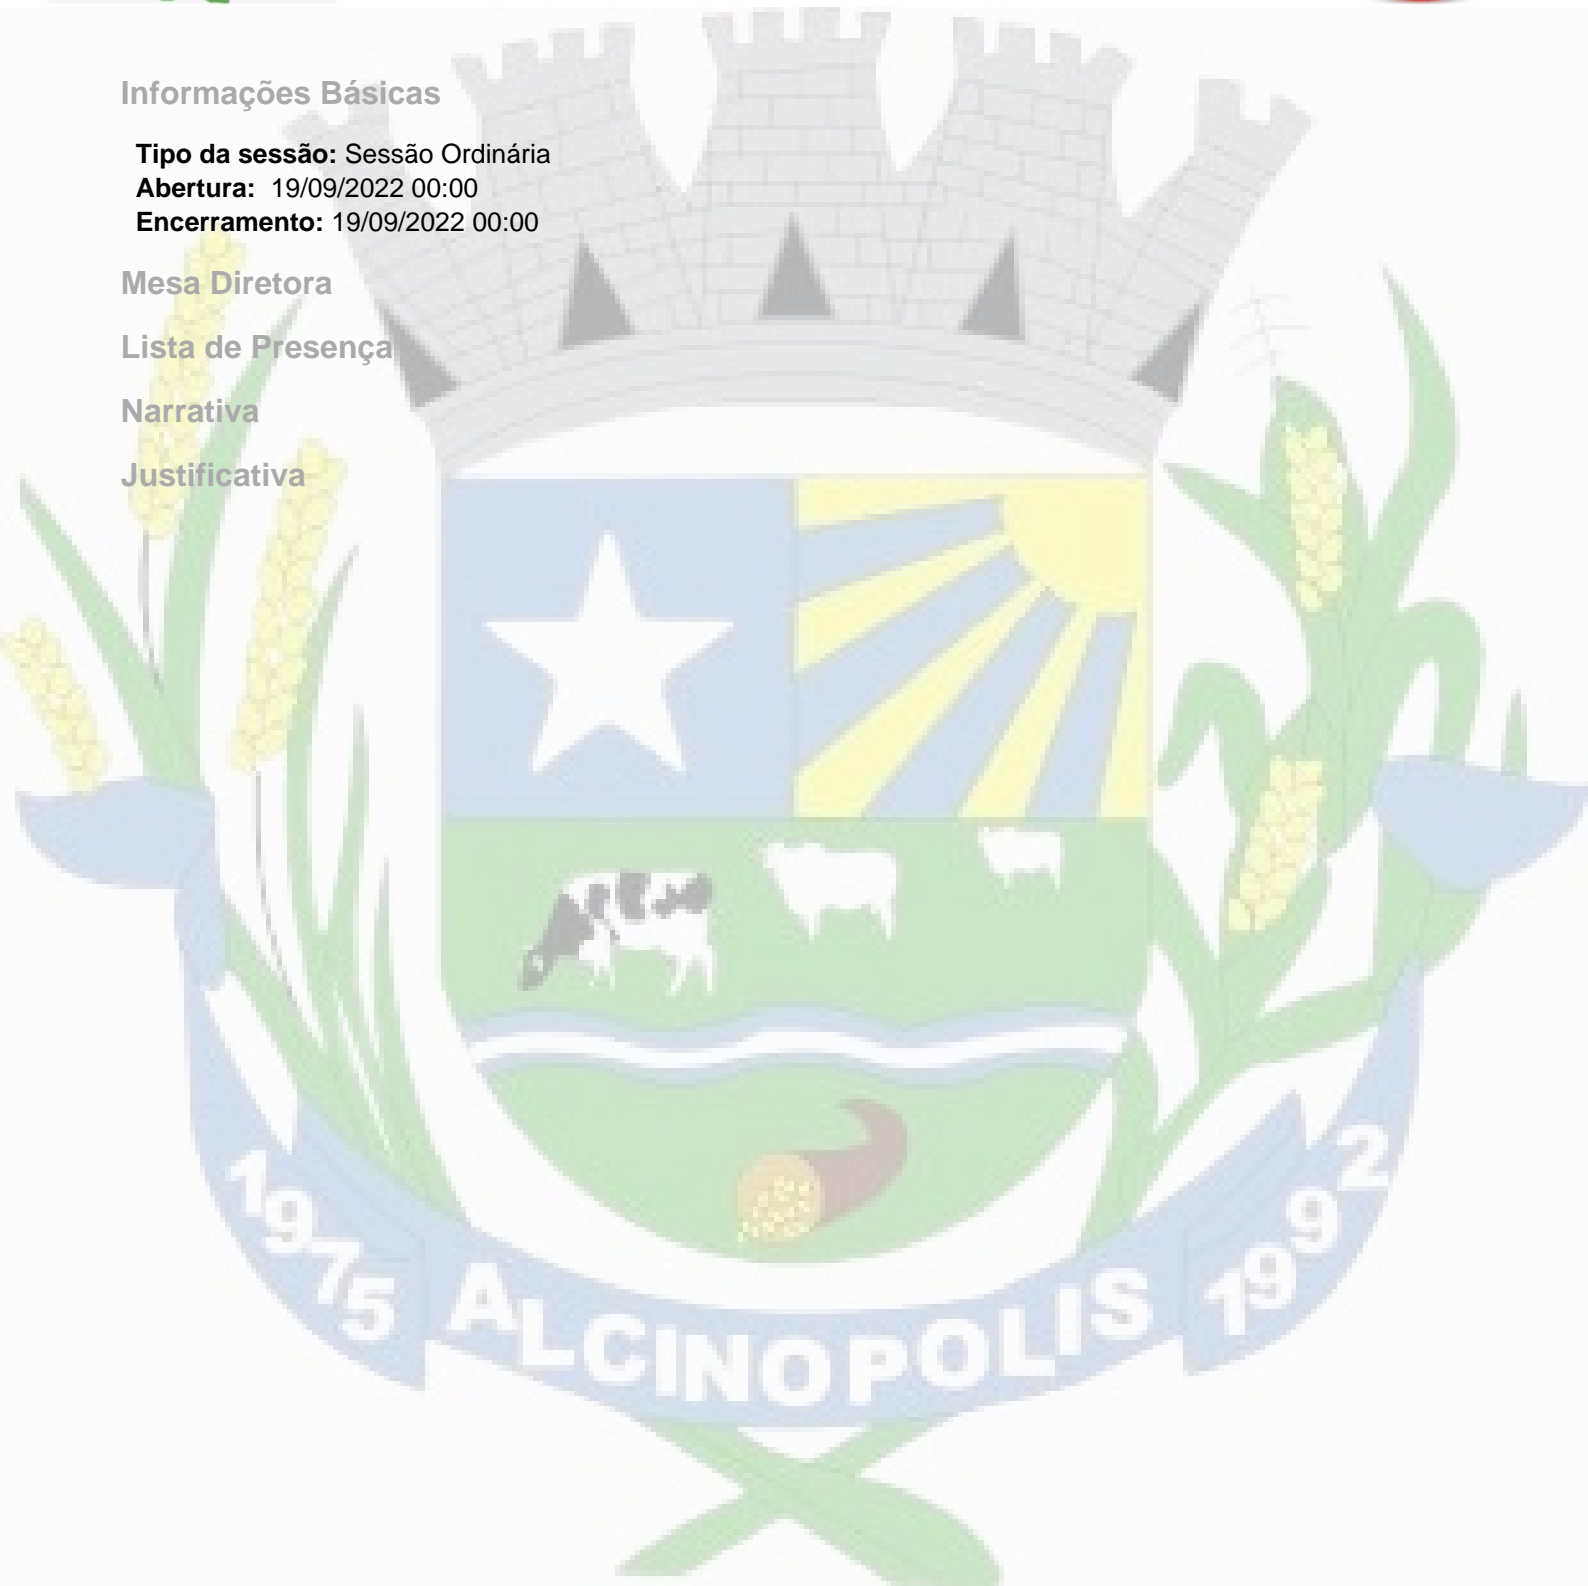 Informações Básicas
Tipo da sessão: Sessão Ordinária
Abertura: 19/09/2022 00:00
Encerramento: 19/09/2022 00:00
Mesa Diretora
Lista de Presença
Narrativa
Justificativa
1975 ALCINOPOLIS 1992